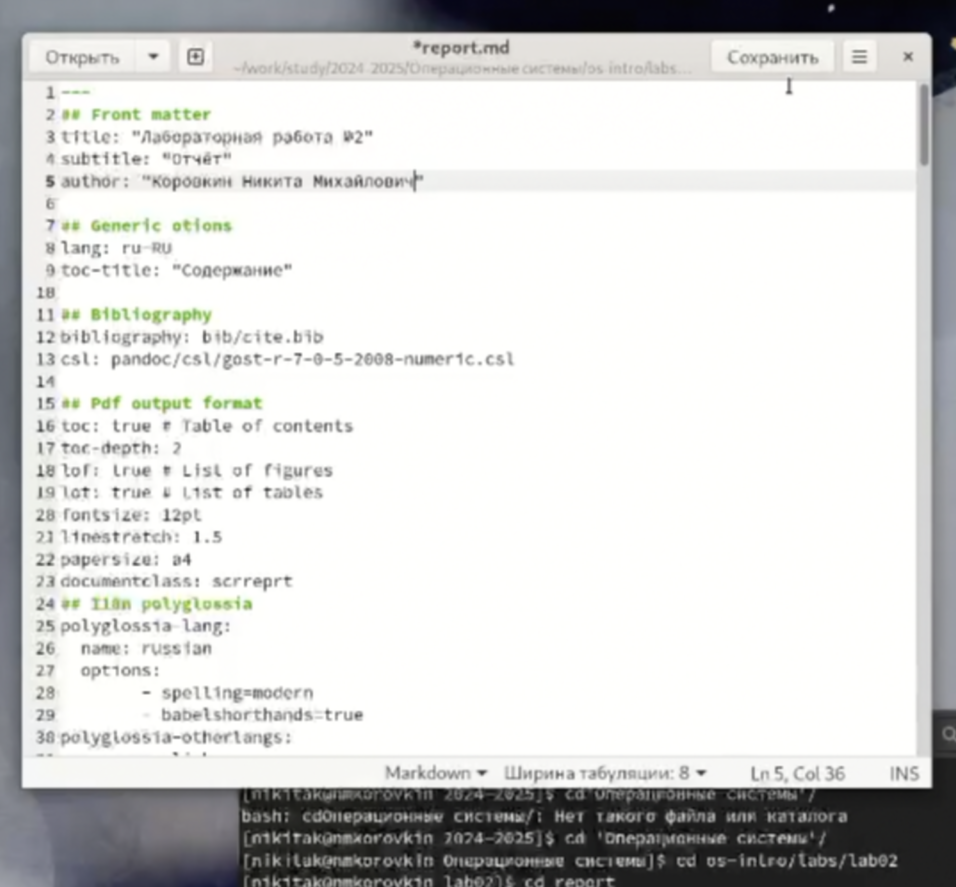 Открыть
*report.md
~/work/study/2024-2025/Операционные системы/os-intro/labs...
Сохранить
1 ---
2 ## Front matter
3 title: "Лабораторная работа №2"
4 subtitle: "Отчёт"
5 author: "Коровкин Никита Михайлович"
6
7 ## Generic otions
8 lang: ru-RU
9 toc-title: "Содержание"
10
11 ## Bibliography
12 bibliography: bib/cite.bib
13 csl: pandoc/csl/gost-r-7-0-5-2008-numeric.csl
14
15 ## Pdf output format
16 toc: true # Table of contents
17 toc-depth: 2
18 lof: true # List of figures
19 lot: true # List of tables
20 fontsize: 12pt
21 linestretch: 1.5
22 papersize: a4
23 documentclass: scrreprt
24 ## I18n polyglossia
25 polyglossia-lang:
26 name: russian
27 options:
28 - spelling=modern
29 - babelshorthands=true
30 polyglossia-otherlangs:
Markdown Ширина табуляции: 8 Ln 5, Col 36 INS
[nikitak@nmkorovkin 2024-2025]$ cd'Операционные системы'/
bash: cdОперационные системы/: Нет такого файла или каталога
[nikitak@nmkorovkin 2024-2025]$ cd 'Операционные системы'/
[nikitak@nmkorovkin Операционные системы]$ cd os-intro/labs/lab02
[nikitak@nmkorovkin lab02]$ cd report